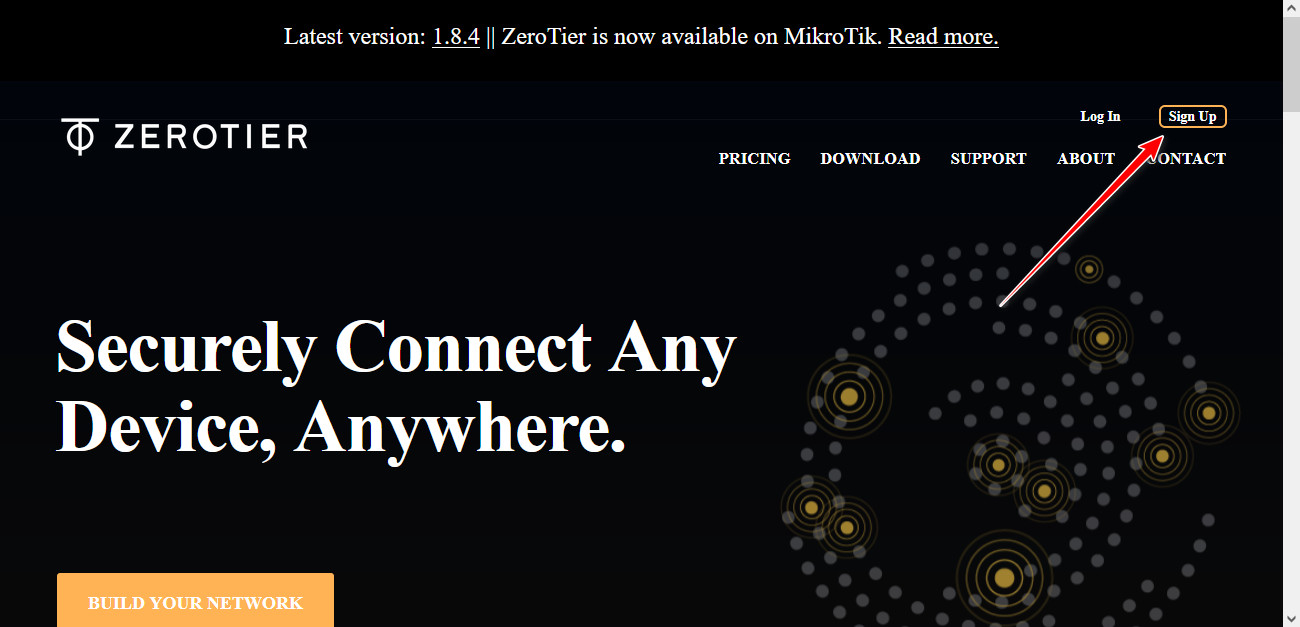 Latest version: 1.8.4 || ZeroTier is now available on MikroTik. Read more.
ZEROTIER
Log In
Sign Up
PRICING DOWNLOAD SUPPORT ABOUT CONTACT
Securely Connect Any
Device, Anywhere.
BUILD YOUR NETWORK